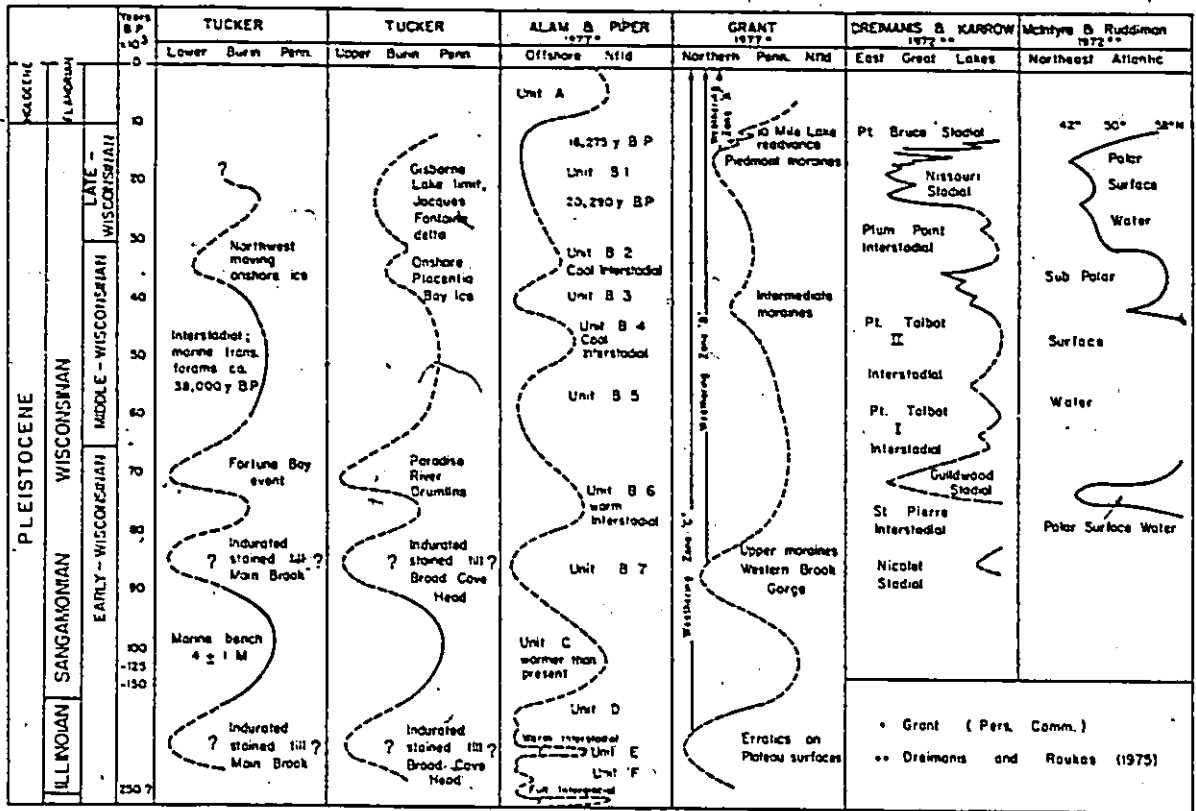 Years
B.P.
x10³
TUCKER
Lower Burin Penn.
TUCKER
Upper Burin Penn.
ALAM & PIPER
1977*
Offshore Nfld
GRANT
1977*
Northern Penn. Nfld
DREIMANIS & KARROW
1972**
East Great Lakes
McIntyre & Ruddiman
1972**
Northeast Atlantic
PLEISTOCENE
HOLOCENE
ILLINOIAN
SANGAMONIAN
WISCONSINAN
FLANDRIAN
EARLY-WISCONSINAN
MIDDLE-WISCONSINAN
LATE-
WISCONSINAN
0
10
20
30
40
50
60
70
80
90
100
-125
-150
250 ?
?
Northwest
moving
onshore ice
Interstadial;
marine trans.
forams ca.
38,000 y B.P.
Fortune Bay
event
? Indurated
stained till ?
Main Brook
Marine bench
4 ± 1 M
Indurated
? stained till ?
Main Brook
Gisborne
Lake limit,
Jacques
Fontaine
delta
Onshore
Placentia
Bay Ice
Paradise
River
Drumlins
? Indurated
stained till ?
Broad Cove
Head
Indurated
? stained till ?
Broad Cove
Head
Unit A
18,275 y B.P
Unit B 1
23,290 y B.P
Unit B 2
Cool Interstadial
Unit B 3
Unit B 4
Cool
Interstadial
Unit B 5
Unit B 6
warm
Interstadial
Unit B 7
Unit C
warmer than
present
Unit D
Warm Interstadial
Unit E
Unit F
Full Interglacial
Weathering Zone 'A'
Weathering Zone 'B'
Weathering Zone 'C'
10 Mile Lake
readvance
Piedmont moraines
Intermediate
moraines
Upper moraines
Western Brook
Gorge
Erratics on
Plateau surfaces
Pt. Bruce Stadial
Nissouri
Stadial
Plum Point
Interstadial
Pt. Talbot
II
Interstadial
Pt. Talbot
I
Interstadial
Guildwood
Stadial
St Pierre
Interstadial
Nicolet
Stadial
42° 50° 58°N
Polar
Surface
Water
Sub Polar
Surface
Water
Polar Surface Water
* Grant (Pers. Comm.)
** Dreimanis and Raukas (1975)